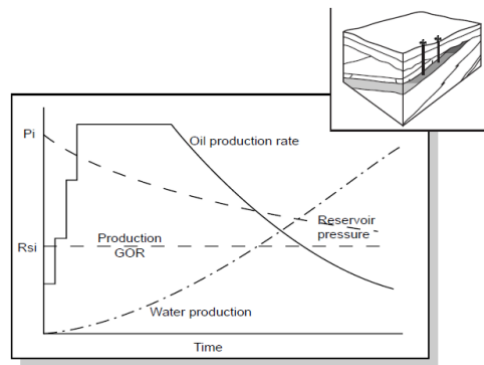 Pi
Oil production rate
Reservoir
pressure
Production
GOR
Rsi
Water production
Time